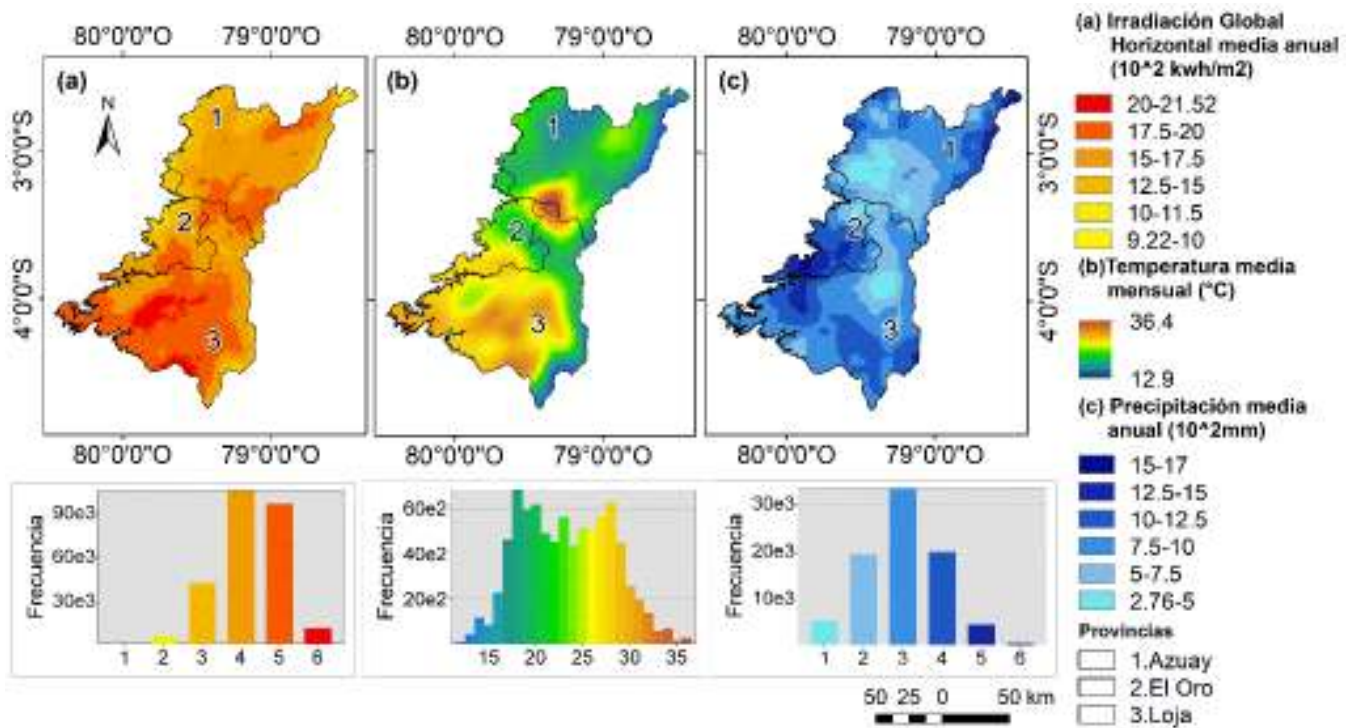 80°0'0"O 79°0'0"O 80°0'0"O 79°0'0"O 80°0'0"O 79°0'0"O
(a) (b) (c)
N
1 1 1
2 2 2
3 3 3
3°0'0"S 4°0'0"S
3°0'0"S 4°0'0"S
80°0'0"O 79°0'0"O 80°0'0"O 79°0'0"O 80°0'0"O 79°0'0"O
(a) Irradiación Global
Horizontal media anual
(10^2 kwh/m2)
20-21.52
17.5-20
15-17.5
12.5-15
10-11.5
9.22-10
(b)Temperatura media
mensual (°C)
36.4
12.9
(c) Precipitación media
anual (10^2mm)
15-17
12.5-15
10-12.5
7.5-10
5-7.5
2.76-5
Provincias
1.Azuay
2.El Oro
3.Loja
Frecuencia
90e3
60e3
30e3
1 2 3 4 5 6
Frecuencia
60e2
40e2
20e2
15 20 25 30 35
Frecuencia
30e3
20e3
10e3
1 2 3 4 5 6
50 25 0 50 km